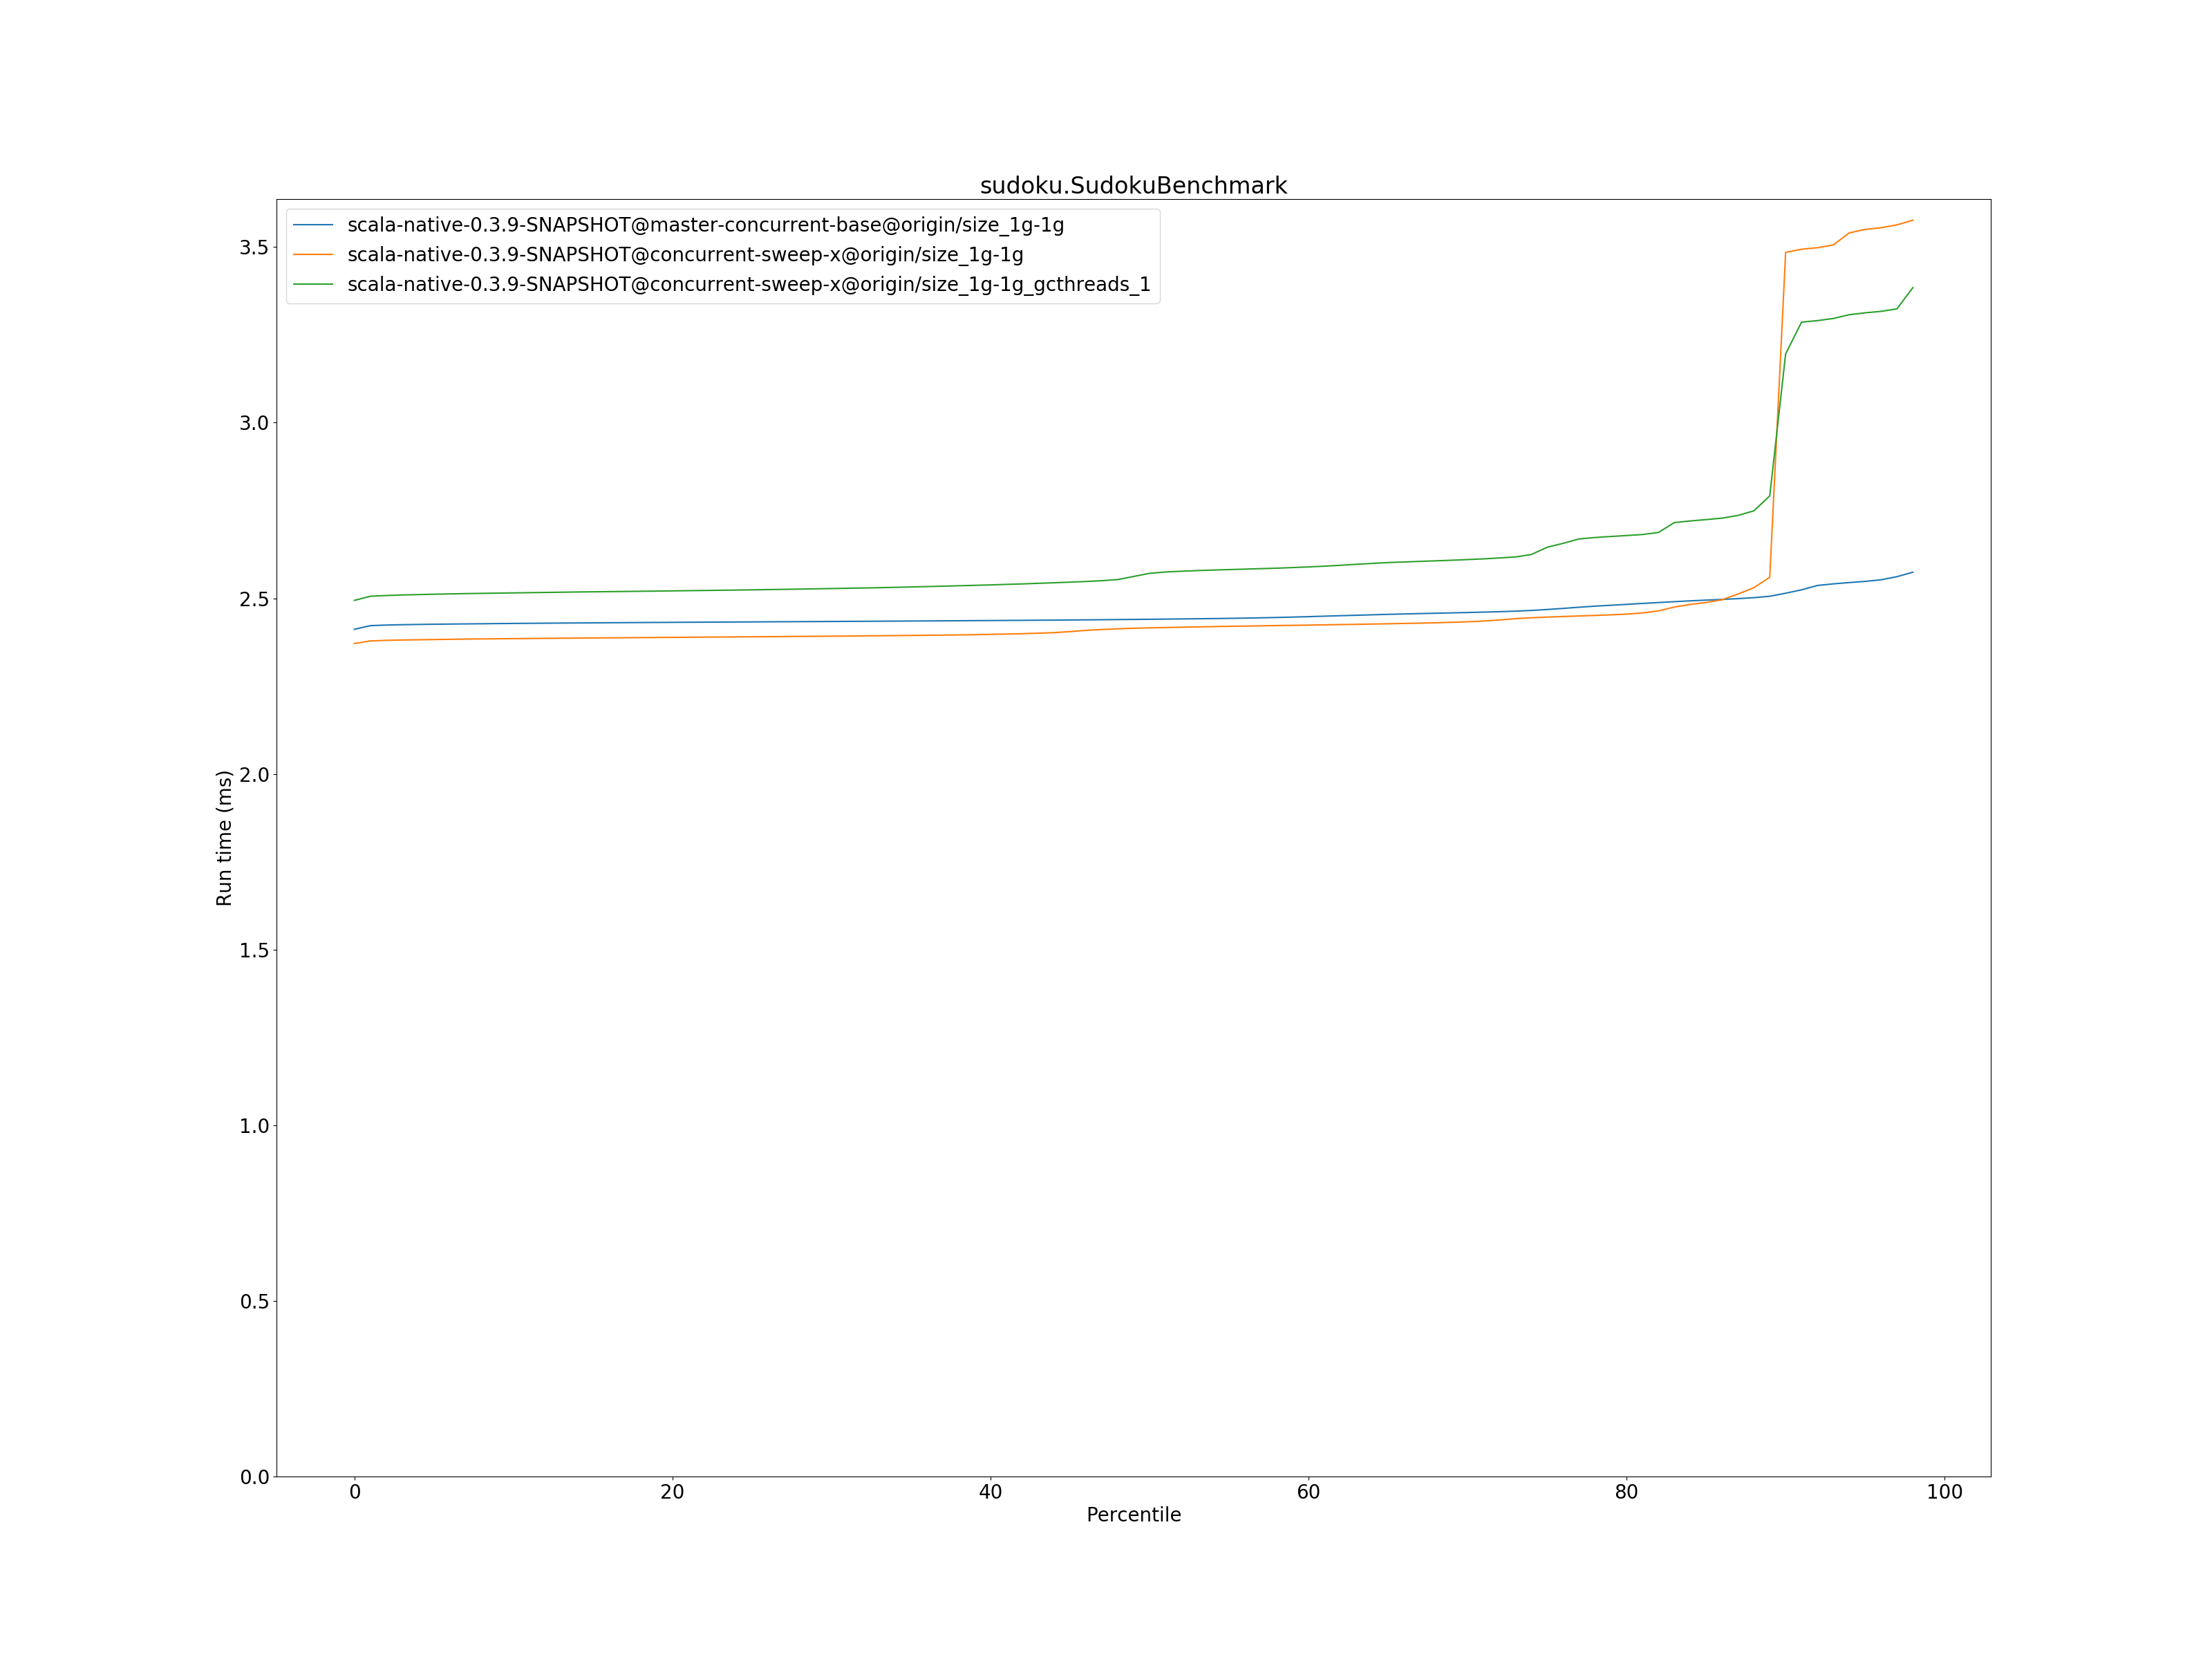 sudoku.SudokuBenchmark
scala-native-0.3.9-SNAPSHOT@master-concurrent-base@origin/size_1g-1g
scala-native-0.3.9-SNAPSHOT@concurrent-sweep-x@origin/size_1g-1g
scala-native-0.3.9-SNAPSHOT@concurrent-sweep-x@origin/size_1g-1g_gcthreads_1
3.5
3.0
2.5
2.0
1.5
1.0
0.5
0.0
Run time (ms)
0 20 40 60 80 100
Percentile